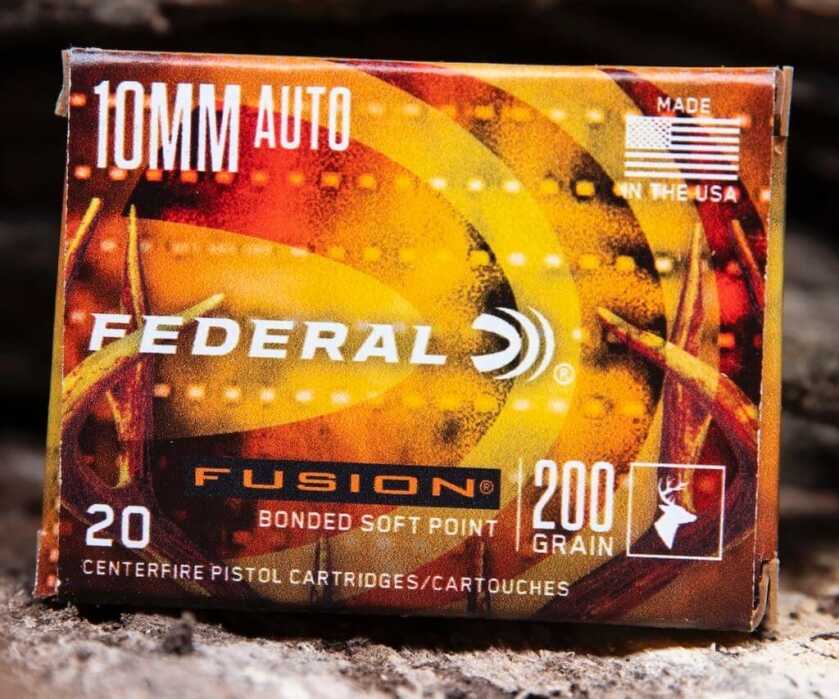 10MM AUTO
MADE
IN THE USA
FEDERAL ®
FUSION®
BONDED SOFT POINT
200
GRAIN
20
CENTERFIRE PISTOL CARTRIDGES/CARTOUCHES